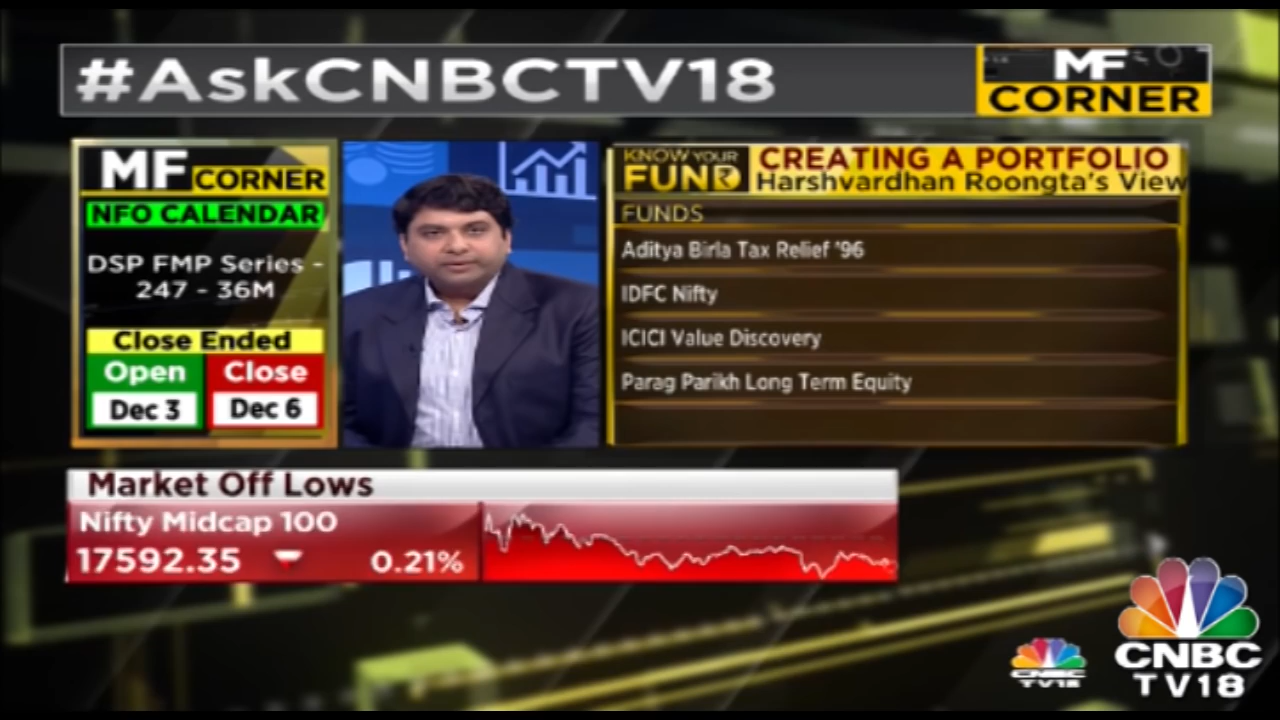 #AskCNBCTV18
MF
CORNER
MF CORNER
NFO CALENDAR
DSP FMP Series -
247 - 36M
Close Ended
Open
Close
Dec 3
Dec 6
KNOW YOUR
FUND
CREATING A PORTFOLIO
Harshvardhan Roongta's View
FUNDS
Aditya Birla Tax Relief '96
IDFC Nifty
ICICI Value Discovery
Parag Parikh Long Term Equity
Market Off Lows
Nifty Midcap 100
17592.35
0.21%
CNBC
TV18
CNBC
TV18